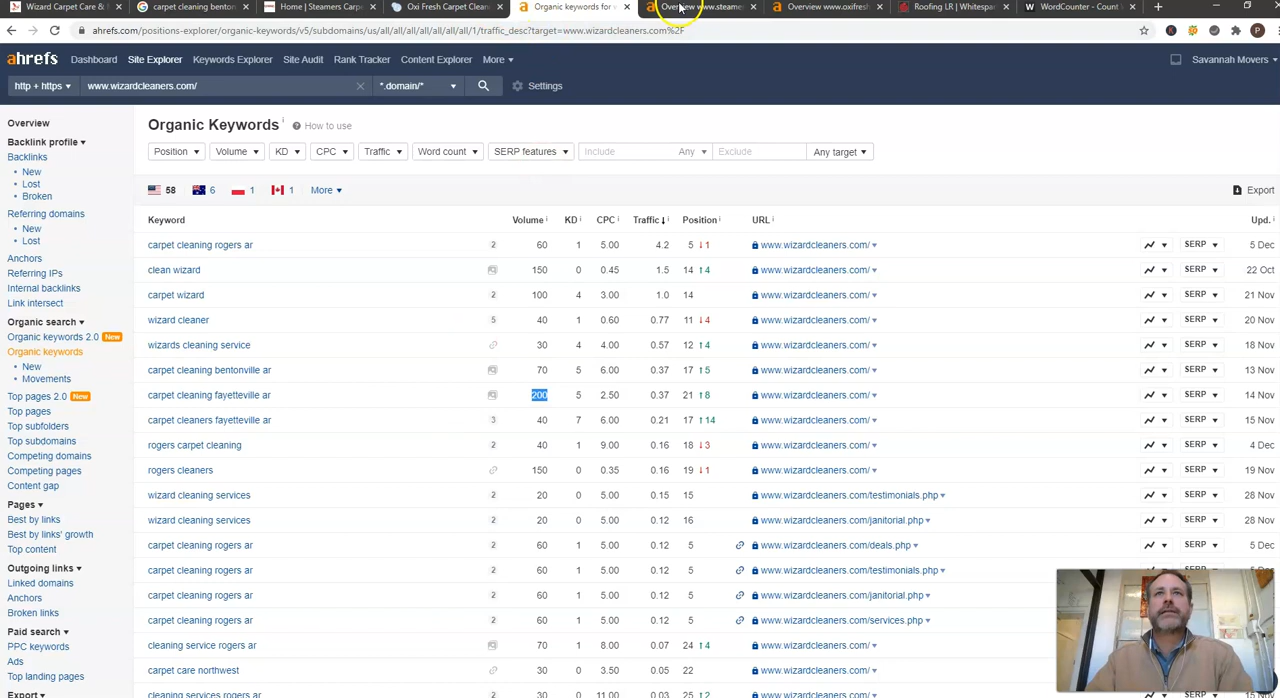 Wizard Carpet Care & M
carpet cleaning benton
Home | Steamers Carp
Oxi Fresh Carpet Clean
Organic keywords for w
Overview www.steame
Overview www.oxifresh
Roofing LR | Whitespar
WordCounter - Count
ahrefs.com/positions-explorer/organic-keywords/v5/subdomains/us/all/all/all/all/all/all/1/traffic_desc?target=www.wizardcleaners.com%2F
ahrefs Dashboard Site Explorer Keywords Explorer Site Audit Rank Tracker Content Explorer More Savannah Movers
http + https www.wizardcleaners.com/ *.domain/* Settings
Overview
Backlink profile
Backlinks
New
Lost
Broken
Referring domains
New
Lost
Anchors
Referring IPs
Internal backlinks
Link intersect
Organic search
Organic keywords 2.0 New
Organic keywords
New
Movements
Top pages 2.0 New
Top pages
Top subfolders
Top subdomains
Competing domains
Competing pages
Content gap
Pages
Best by links
Best by links' growth
Top content
Outgoing links
Linked domains
Anchors
Broken links
Paid search
PPC keywords
Ads
Top landing pages
Export
Organic Keywords i How to use
Position Volume KD CPC Traffic Word count SERP features Include Any Exclude Any target
58 6 1 1 More Export
Keyword Volume KD CPC Traffic Position URL Upd.
carpet cleaning rogers ar 2 60 1 5.00 4.2 5 ↓1 www.wizardcleaners.com/ SERP 5 Dec
clean wizard 150 0 0.45 1.5 14 ↑4 www.wizardcleaners.com/ SERP 22 Oct
carpet wizard 2 100 4 3.00 1.0 14 www.wizardcleaners.com/ SERP 21 Nov
wizard cleaner 5 40 1 0.60 0.77 11 ↓4 www.wizardcleaners.com/ SERP 20 Nov
wizards cleaning service 30 4 4.00 0.57 12 ↑4 www.wizardcleaners.com/ SERP 18 Nov
carpet cleaning bentonville ar 70 5 6.00 0.37 17 ↑5 www.wizardcleaners.com/ SERP 13 Nov
carpet cleaning fayetteville ar 200 5 2.50 0.37 21 ↑8 www.wizardcleaners.com/ SERP 14 Nov
carpet cleaners fayetteville ar 3 40 7 6.00 0.21 17 ↑14 www.wizardcleaners.com/ SERP 15 Nov
rogers carpet cleaning 2 40 1 9.00 0.16 18 ↓3 www.wizardcleaners.com/ SERP 4 Dec
rogers cleaners 150 0 0.35 0.16 19 ↓1 www.wizardcleaners.com/ SERP 19 Nov
wizard cleaning services 2 20 0 5.00 0.15 15 www.wizardcleaners.com/testimonials.php SERP 28 Nov
wizard cleaning services 2 20 0 5.00 0.12 16 www.wizardcleaners.com/janitorial.php SERP 28 Nov
carpet cleaning rogers ar 2 60 1 5.00 0.12 5 www.wizardcleaners.com/deals.php SERP 5 Dec
carpet cleaning rogers ar 2 60 1 5.00 0.12 5 www.wizardcleaners.com/testimonials.php SERP
carpet cleaning rogers ar 2 60 1 5.00 0.12 5 www.wizardcleaners.com/janitorial.php
carpet cleaning rogers ar 2 60 1 5.00 0.12 5 www.wizardcleaners.com/services.php
cleaning service rogers ar 70 1 8.00 0.07 24 ↑4 www.wizardcleaners.com/
carpet care northwest 30 0 3.50 0.05 22 www.wizardcleaners.com/
cleaning services rogers ar 30 0 11.00 0.03 25 ↑2 www.wizardcleaners.com/